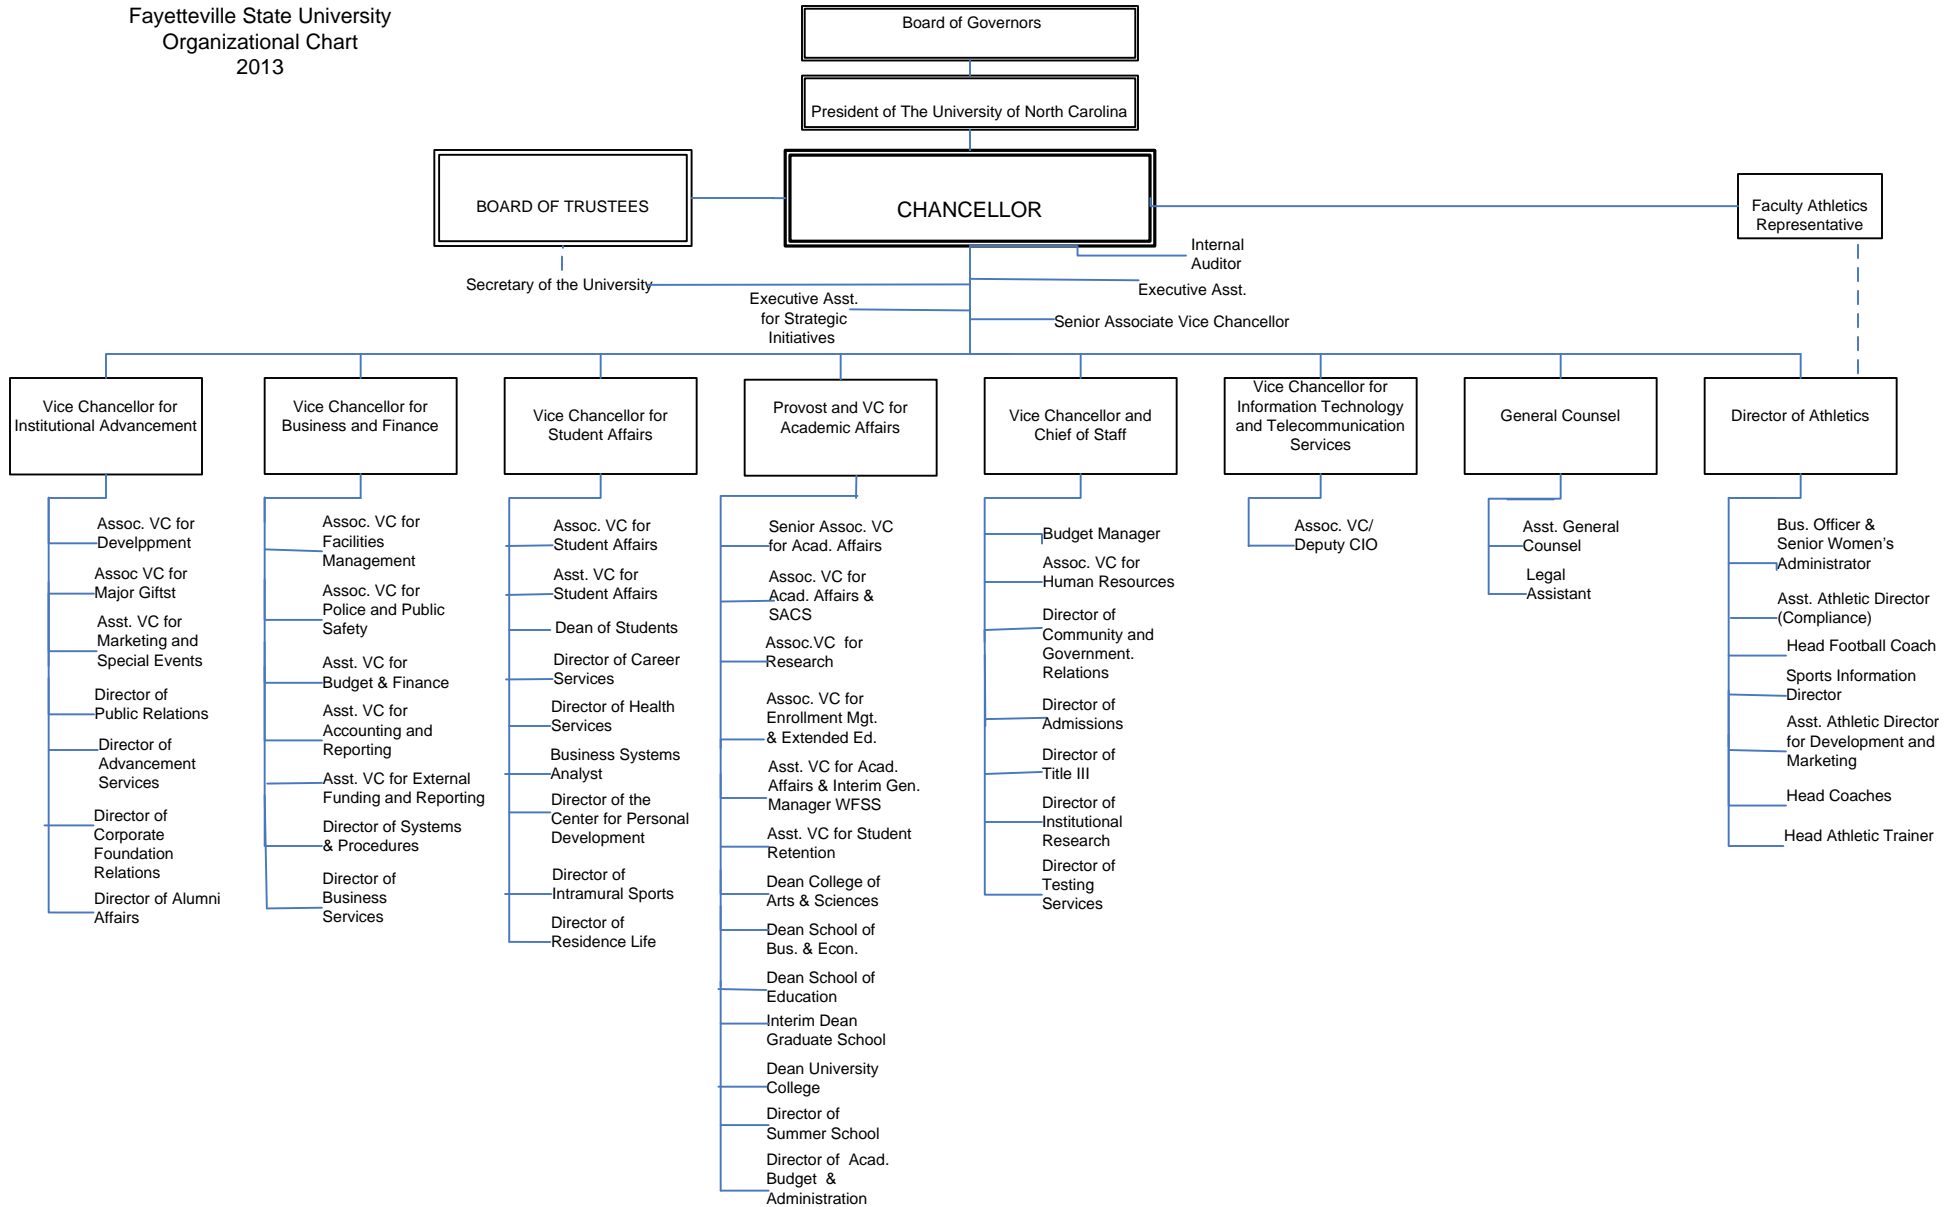 Fayetteville State University
Organizational Chart
2013
Board of Governors
President of The University of North Carolina
BOARD OF TRUSTEES
CHANCELLOR
Faculty Athletics
Representative
Internal
Auditor
Secretary of the University
Executive Asst.
Executive Asst.
for Strategic
Initiatives
Senior Associate Vice Chancellor
Vice Chancellor for
Institutional Advancement
Assoc. VC for
Develppment
Assoc VC for
Major Giftst
Asst. VC for
Marketing and
Special Events
Director of
Public Relations
Director of
Advancement
Services
Director of
Corporate
Foundation
Relations
Director of Alumni
Affairs
Vice Chancellor for
Business and Finance
Assoc. VC for
Facilities
Management
Assoc. VC for
Police and Public
Safety
Asst. VC for
Budget & Finance
Asst. VC for
Accounting and
Reporting
Asst. VC for External
Funding and Reporting
Director of Systems
& Procedures
Director of
Business
Services
Vice Chancellor for
Student Affairs
Assoc. VC for
Student Affairs
Asst. VC for
Student Affairs
Dean of Students
Director of Career
Services
Director of Health
Services
Business Systems
Analyst
Director of the
Center for Personal
Development
Director of
Intramural Sports
Director of
Residence Life
Provost and VC for
Academic Affairs
Senior Assoc. VC
for Acad. Affairs
Assoc. VC for
Acad. Affairs &
SACS
Assoc.VC  for
Research
Assoc. VC for
Enrollment Mgt.
& Extended Ed.
Asst. VC for Acad.
Affairs & Interim Gen.
Manager WFSS
Asst. VC for Student
Retention
Dean College of
Arts & Sciences
Dean School of
Bus. & Econ.
Dean School of
Education
Interim Dean
Graduate School
Dean University
College
Director of
Summer School
Director of  Acad.
Budget  &
Administration
Vice Chancellor and
Chief of Staff
Budget Manager
Assoc. VC for
Human Resources
Director of
Community and
Government.
Relations
Director of
Admissions
Director of
Title III
Director of
Institutional
Research
Director of
Testing
Services
Vice Chancellor for
Information Technology
and Telecommunication
Services
Assoc. VC/
Deputy CIO
General Counsel
Asst. General
Counsel
Legal
Assistant
Director of Athletics
Bus. Officer &
Senior Women's
Administrator
Asst. Athletic Director
(Compliance)
Head Football Coach
Sports Information
Director
Asst. Athletic Director
for Development and
Marketing
Head Coaches
Head Athletic Trainer